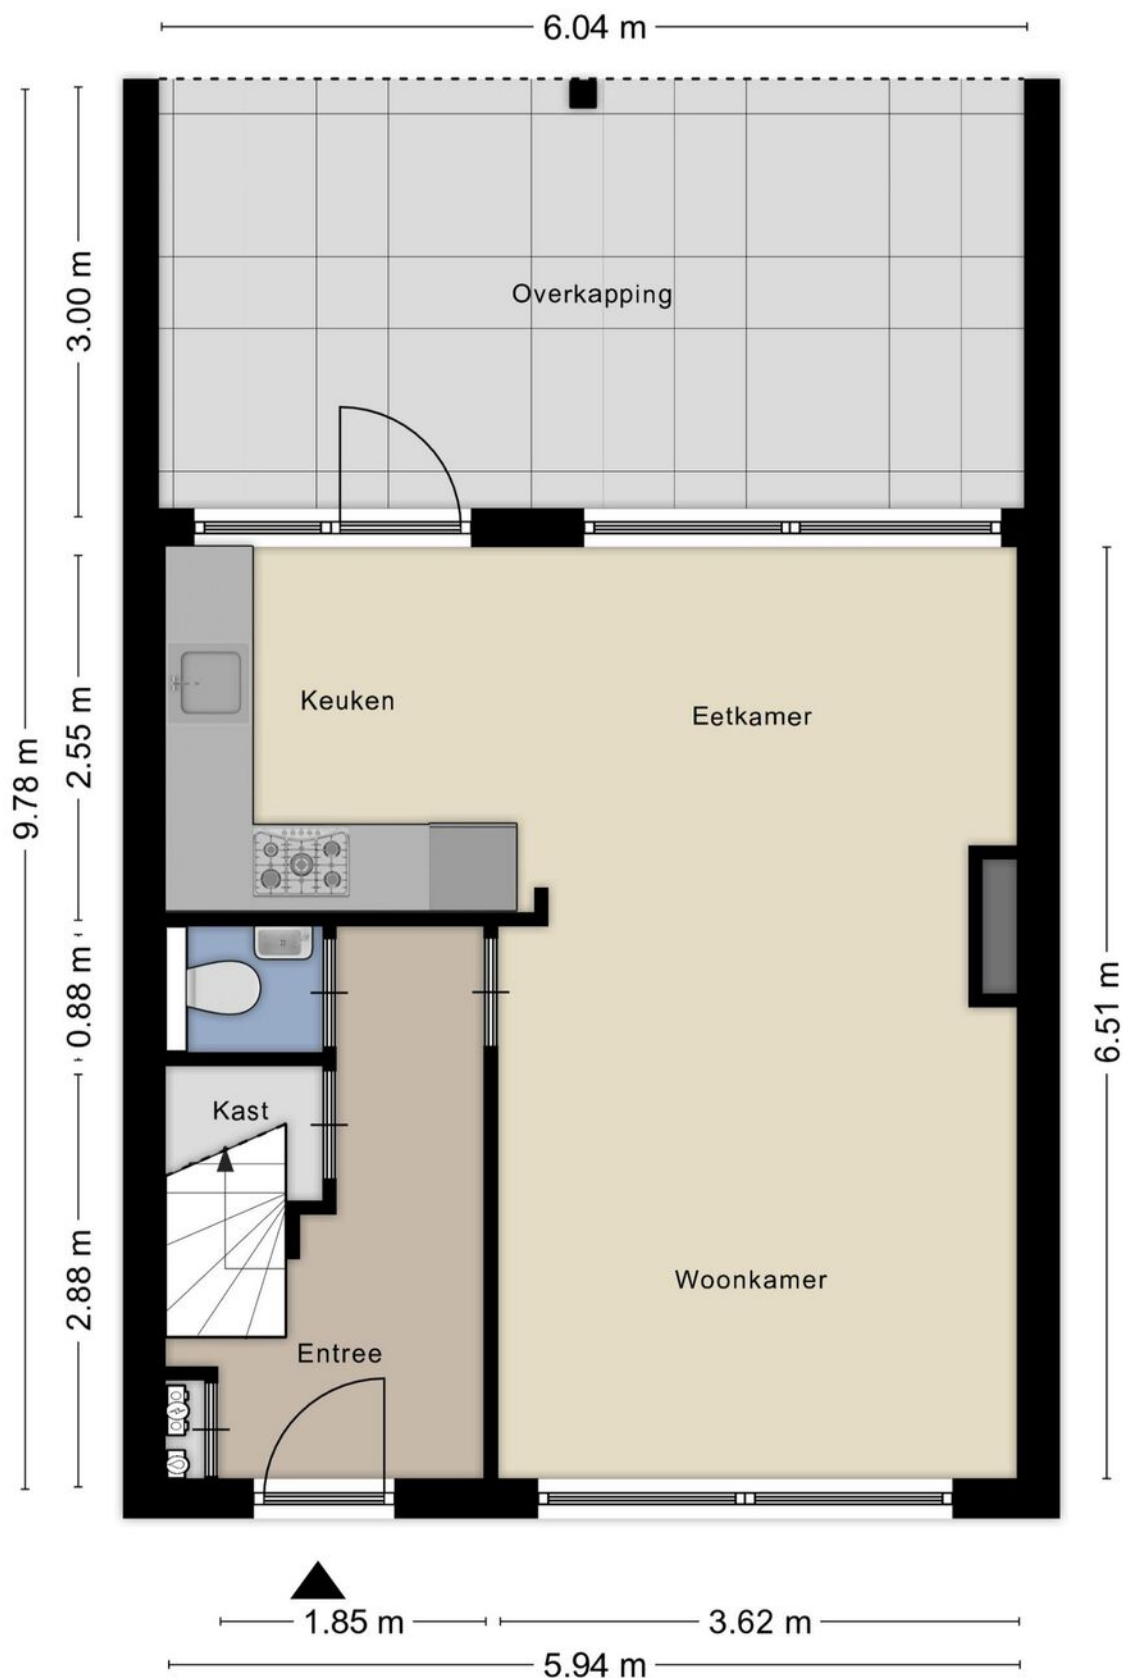 6.04 m
3.00 m
Overkapping
2.55 m
Keuken
Eetkamer
9.78 m
0.88 m
6.51 m
Kast
2.88 m
Woonkamer
Entree
1.85 m
3.62 m
5.94 m